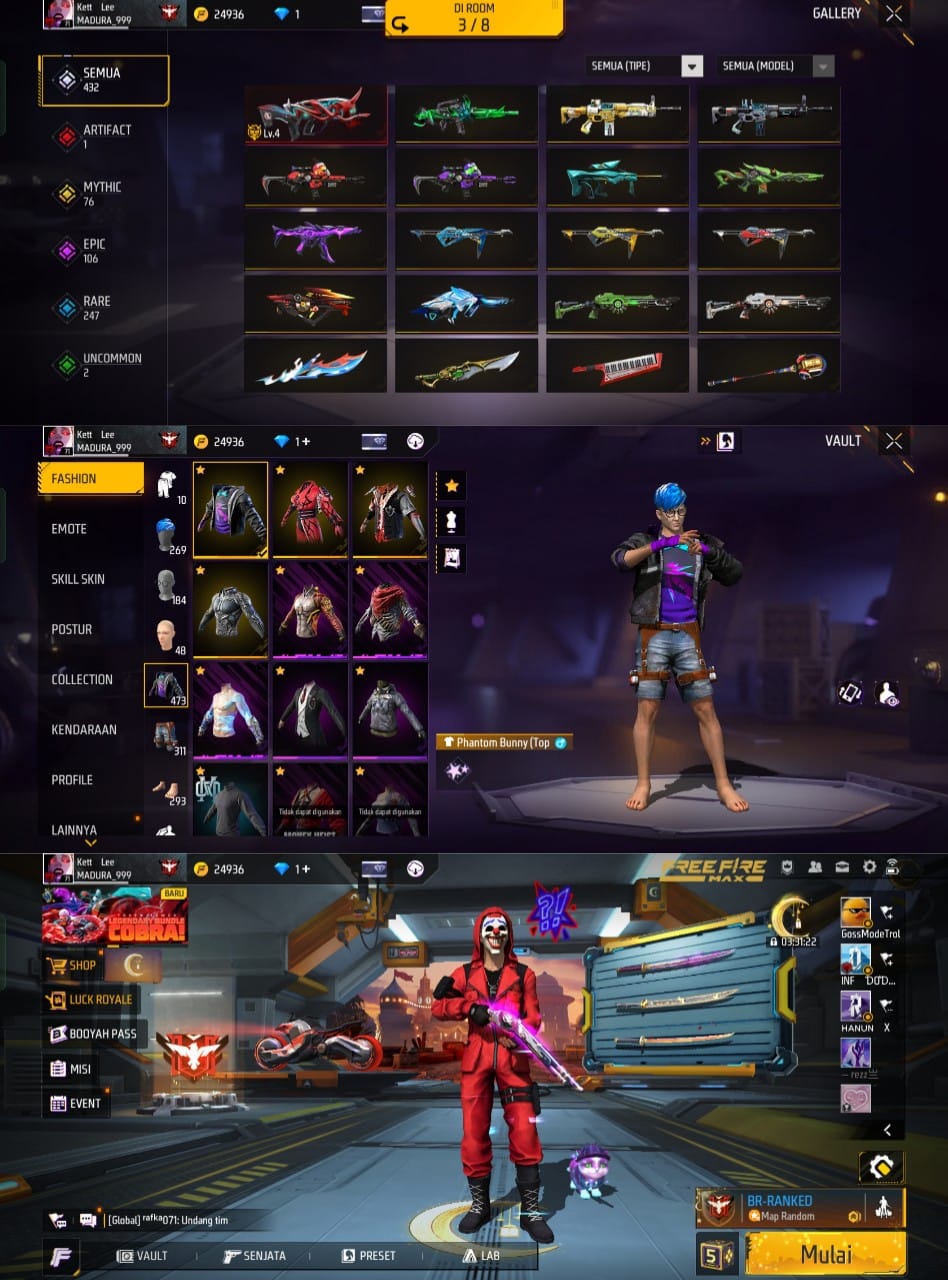 Kett Lee
MADURA_999
24936
1
DI ROOM
3 / 8
GALLERY
SEMUA
432
SEMUA (TIPE)
SEMUA (MODEL)
ARTIFACT
1
MYTHIC
76
EPIC
106
RARE
247
UNCOMMON
2
Lv.4
Kett Lee
MADURA_999
24936
1+
VAULT
FASHION
EMOTE
SKILL SKIN
POSTUR
COLLECTION
KENDARAAN
PROFILE
LAINNYA
10
269
184
48
473
311
293
Tidak dapat digunakan
Tidak dapat digunakan
MONEY HEIST
Phantom Bunny (Top
Kett Lee
MADURA_999
24936
1+
FREE FIRE
MAX
BARU
LEGENDARY BUNDLE
COBRA!
SHOP
LUCK ROYALE
BOOYAH PASS
MISI
EVENT
?!
03:31:22
GossModeTrol
INF DOD...
HANUN X
rezz
[Global] rafka071: Undang tim
VAULT
SENJATA
PRESET
LAB
BR-RANKED
Map Random
5
Mulai